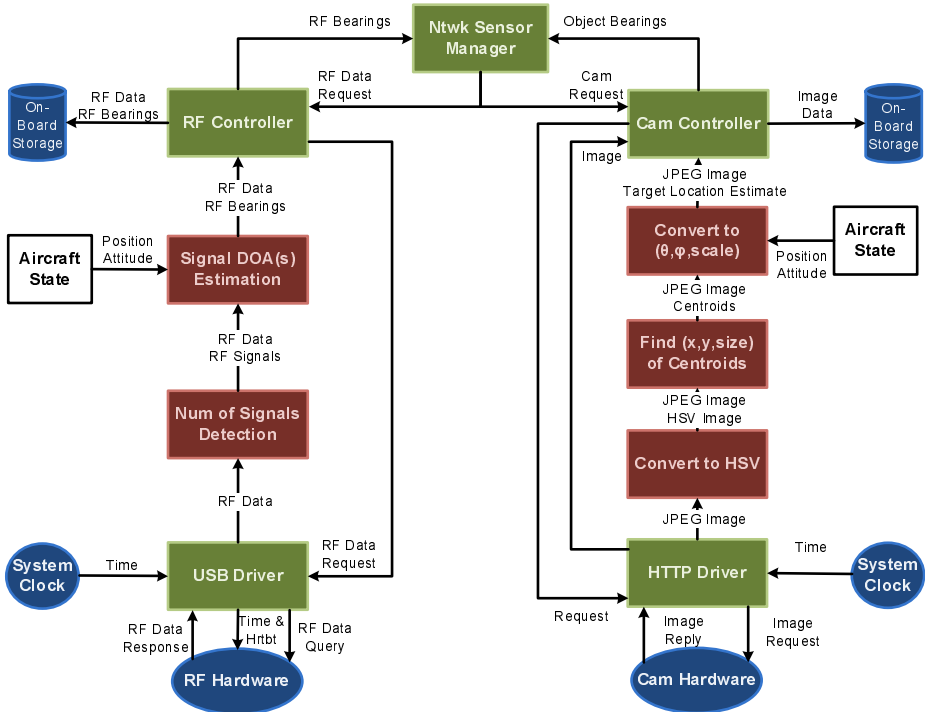 RF Bearings
Ntwk Sensor
Manager
Object Bearings
RF Data
Request
Cam
Request
On-
Board
Storage
RF Data
RF Bearings
RF Controller
Cam Controller
Image
Data
On-
Board
Storage
Image
RF Data
RF Bearings
JPEG Image
Target Location Estimate
Aircraft
State
Position
Attitude
Signal DOA(s)
Estimation
Convert to
(θ,φ,scale)
Position
Attitude
Aircraft
State
RF Data
RF Signals
JPEG Image
Centroids
Find (x,y,size)
of Centroids
Num of Signals
Detection
JPEG Image
HSV Image
Convert to HSV
RF Data
JPEG Image
System
Clock
Time
USB Driver
RF Data
Request
HTTP Driver
Time
System
Clock
RF Data
Response
Time &
Hrtbt
RF Data
Query
Request
Image
Reply
Image
Request
RF Hardware
Cam Hardware